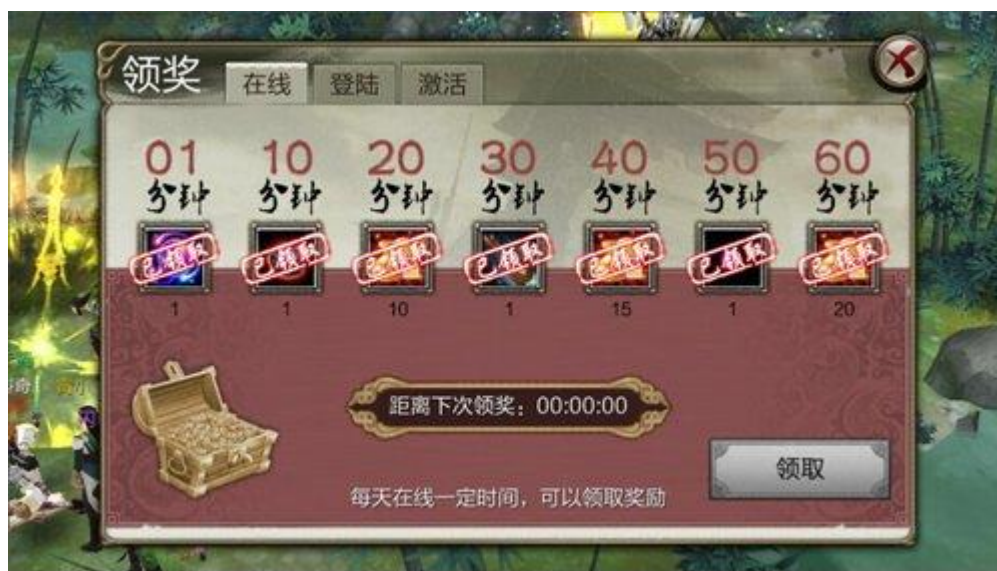 领奖
在线 登陆 激活
01 10 20 30 40 50 60
分钟 分钟 分钟 分钟 分钟 分钟 分钟
已领取 已领取 已领取 已领取 已领取 已领取 已领取
1 1 10 1 15 1 20
距离下次领奖：00:00:00
领取
每天在线一定时间，可以领取奖励